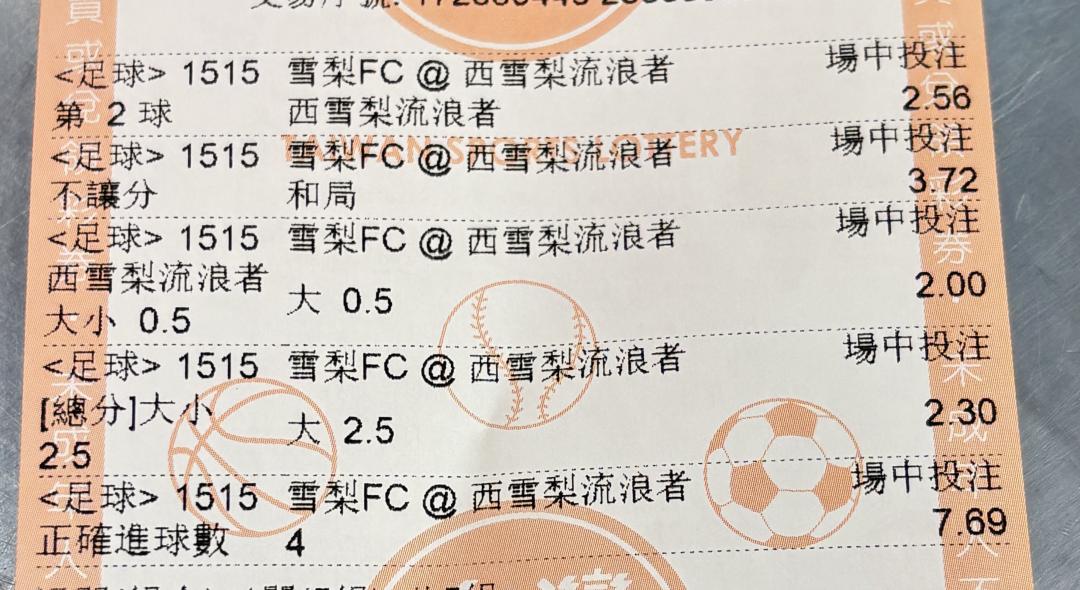 <足球> 1515 雪梨FC @ 西雪梨流浪者 場中投注
第 2 球 西雪梨流浪者 2.56
TAIWAN SPORTS LOTTERY
<足球> 1515 雪梨FC @ 西雪梨流浪者 場中投注
不讓分 和局 3.72
<足球> 1515 雪梨FC @ 西雪梨流浪者 場中投注
西雪梨流浪者
大小 0.5 大 0.5 2.00
<足球> 1515 雪梨FC @ 西雪梨流浪者 場中投注
[總分]大小
2.5 大 2.5 2.30
<足球> 1515 雪梨FC @ 西雪梨流浪者 場中投注
正確進球數 4 7.69